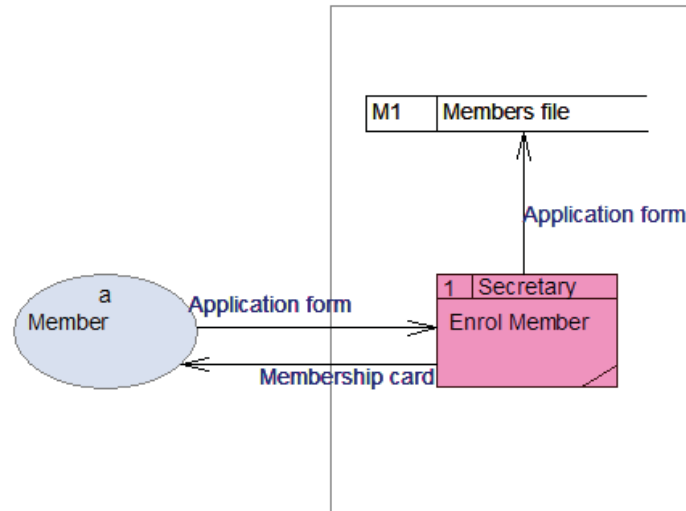 M1 Members file
Application form
a
Member
Application form
1 Secretary
Enrol Member
Membership card